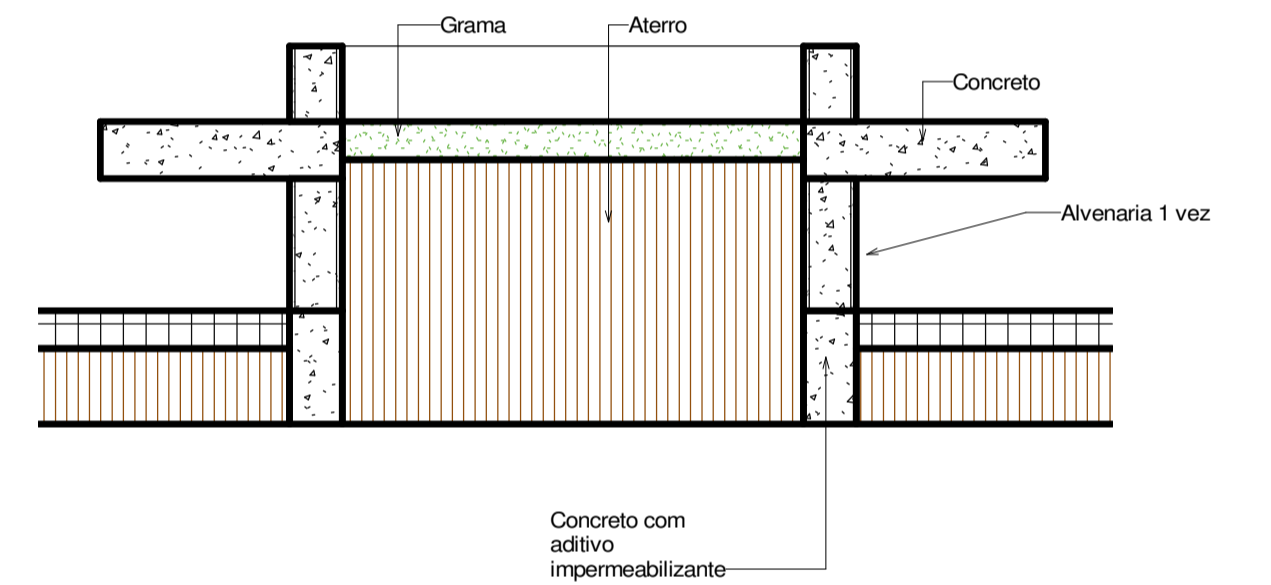 Grama
Aterro
Concreto
Alvenaria 1 vez
Concreto com
aditivo
impermeabilizante